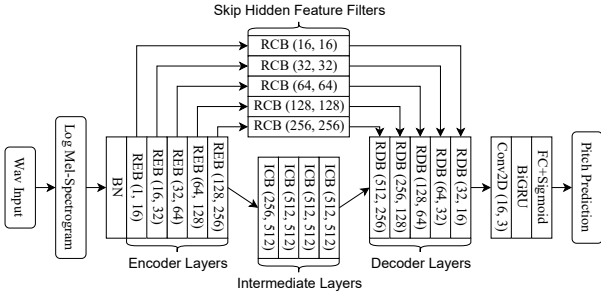 Skip Hidden Feature Filters
RCB (16, 16)
RCB (32, 32)
RCB (64, 64)
RCB (128, 128)
RCB (256, 256)
Wav Input
Log Mel-Spectrogram
BN
REB (1, 16)
REB (16, 32)
REB (32, 64)
REB (64, 128)
REB (128, 256)
Encoder Layers
ICB (256, 512)
ICB (512, 512)
ICB (512, 512)
ICB (512, 512)
Intermediate Layers
RDB (512, 256)
RDB (256, 128)
RDB (128, 64)
RDB (64, 32)
RDB (32, 16)
Decoder Layers
Conv2D (16, 3)
BiGRU
FC+Sigmoid
Pitch Prediction